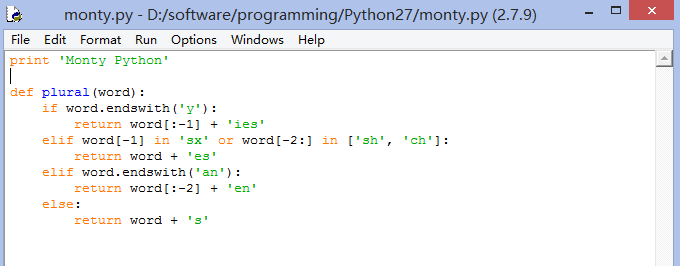 monty.py - D:/software/programming/Python27/monty.py (2.7.9)
File Edit Format Run Options Windows Help
print 'Monty Python'
def plural(word):
    if word.endswith('y'):
        return word[:-1] + 'ies'
    elif word[-1] in 'sx' or word[-2:] in ['sh', 'ch']:
        return word + 'es'
    elif word.endswith('an'):
        return word[:-2] + 'en'
    else:
        return word + 's'